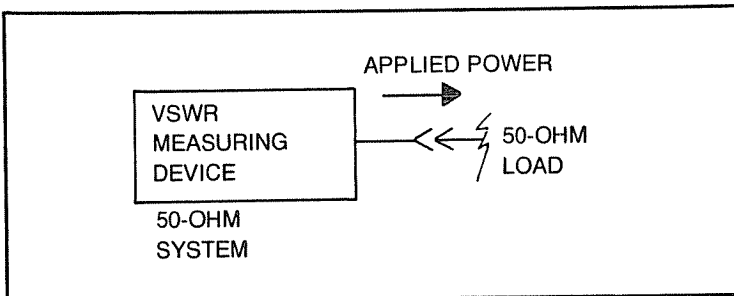 APPLIED POWER
VSWR
MEASURING
DEVICE
50-OHM
LOAD
50-OHM
SYSTEM